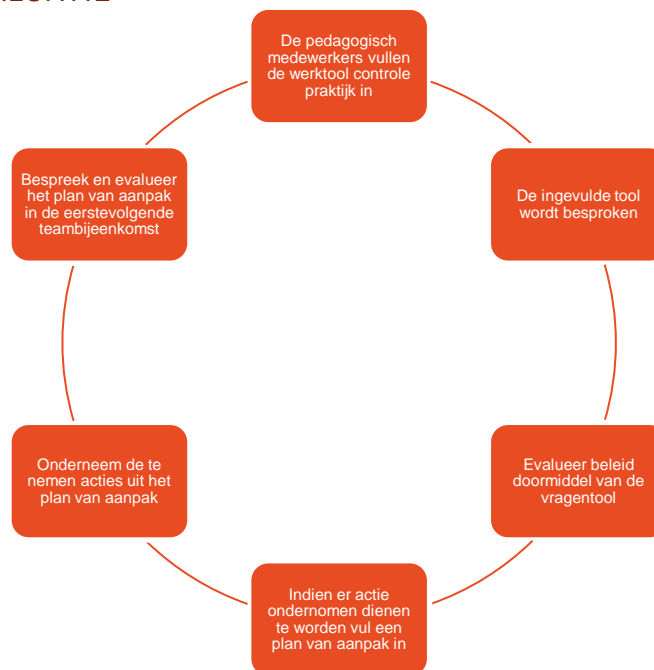 De pedagogisch
medewerkers vullen
de werktool controle
praktijk in
De ingevulde tool
wordt besproken
Evalueer beleid
doormiddel van de
vragentool
Indien er actie
ondernomen dienen
te worden vul een
plan van aanpak in
Onderneem de te
nemen acties uit het
plan van aanpak
Bespreek en evalueer
het plan van aanpak
in de eerstevolgende
teambijeenkomst